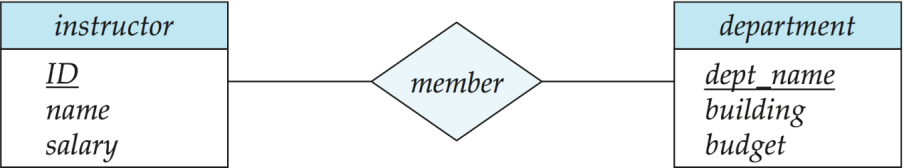 instructor
ID
name
salary
member
department
dept_name
building
budget